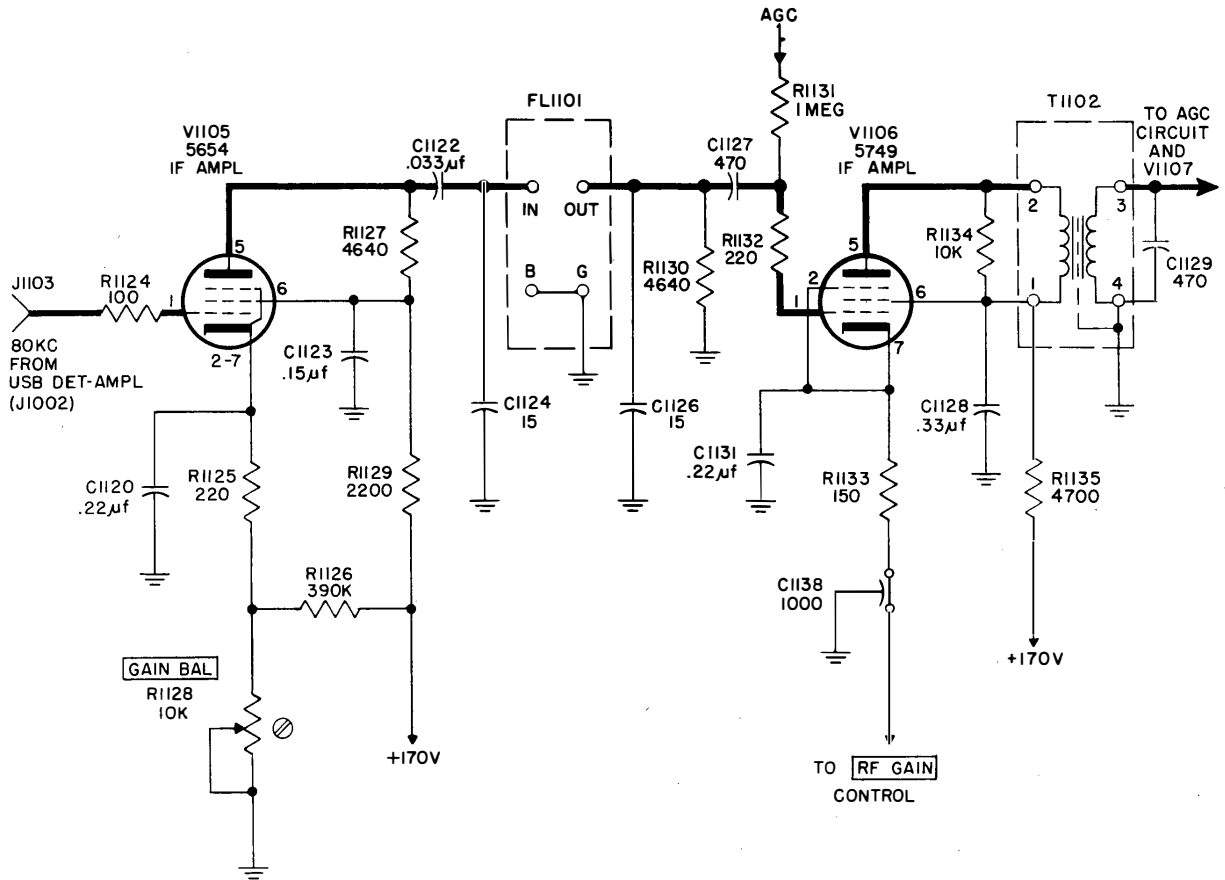 AGC
R1131
1 MEG
FL1101
T1102
V1105
5654
IF AMPL
C1122
.033µf
C1127
470
V1106
5749
IF AMPL
TO AGC
CIRCUIT
AND
V1107
IN
OUT
2
3
5
R1127
4640
R1132
220
5
R1134
10K
C1129
470
J1103
R1124
100
1
6
B
G
R1130
4640
2
1
6
1
4
80KC
FROM
USB DET-AMPL
(J1002)
2-7
C1123
.15µf
7
C1124
15
C1126
15
C1128
.33µf
C1120
.22µf
R1125
220
R1129
2200
C1131
.22µf
R1133
150
R1135
4700
R1126
390K
C1138
1000
GAIN BAL
R1128
10K
+170V
+170V
TO RF GAIN
CONTROL